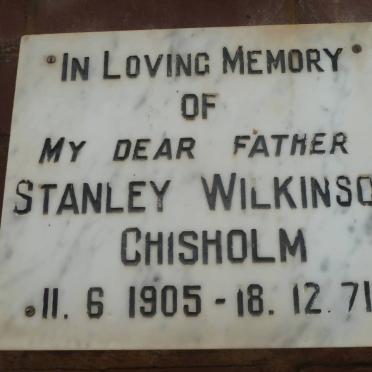 IN LOVING MEMORY
OF
MY DEAR FATHER
STANLEY WILKINSO
CHISHOLM
11. 6 1905 - 18. 12. 71